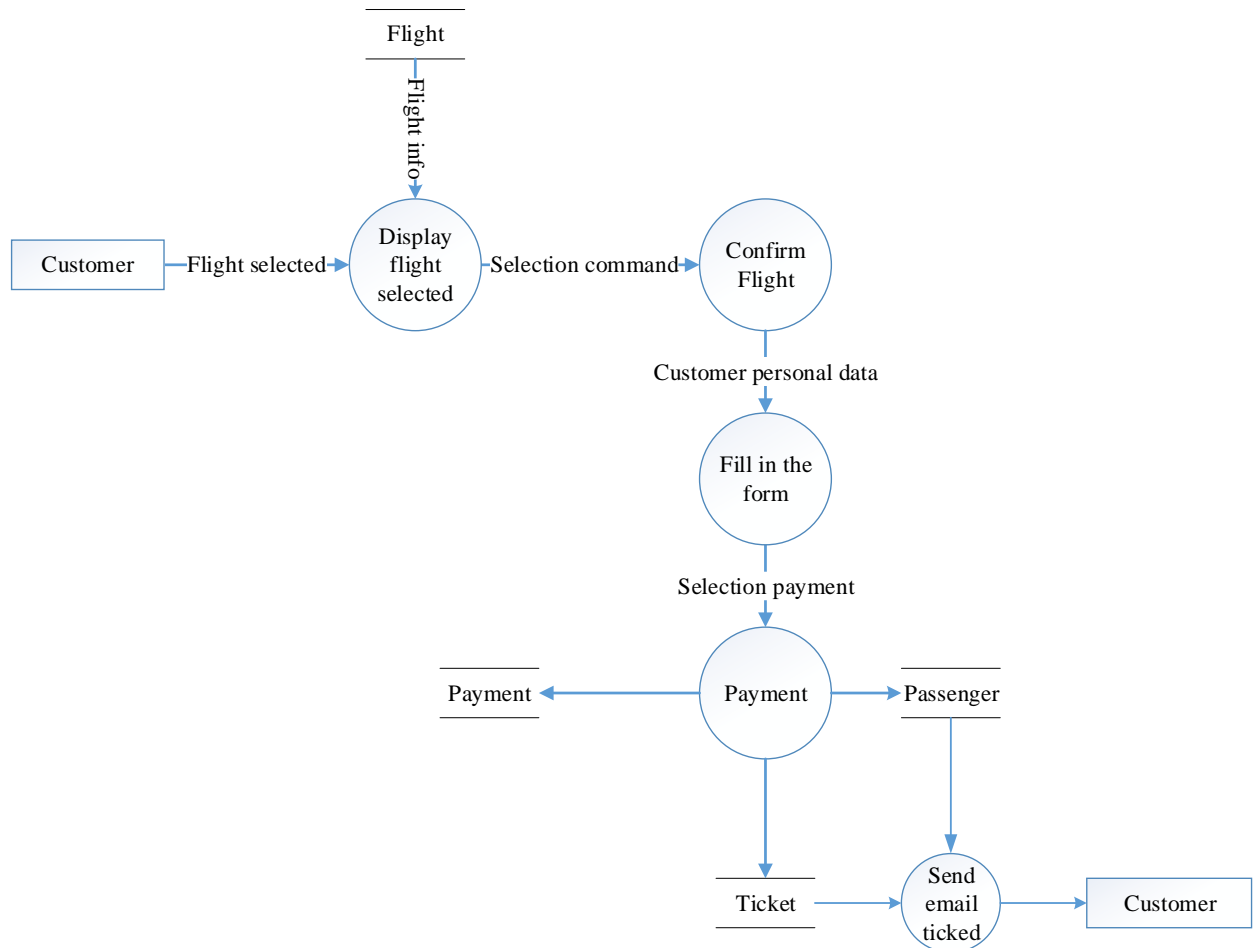 Flight
Flight info
Customer
Flight selected
Display
flight
selected
Selection command
Confirm
Flight
Customer personal data
Fill in the
form
Selection payment
Payment
Payment
Passenger
Ticket
Send
email
ticked
Customer